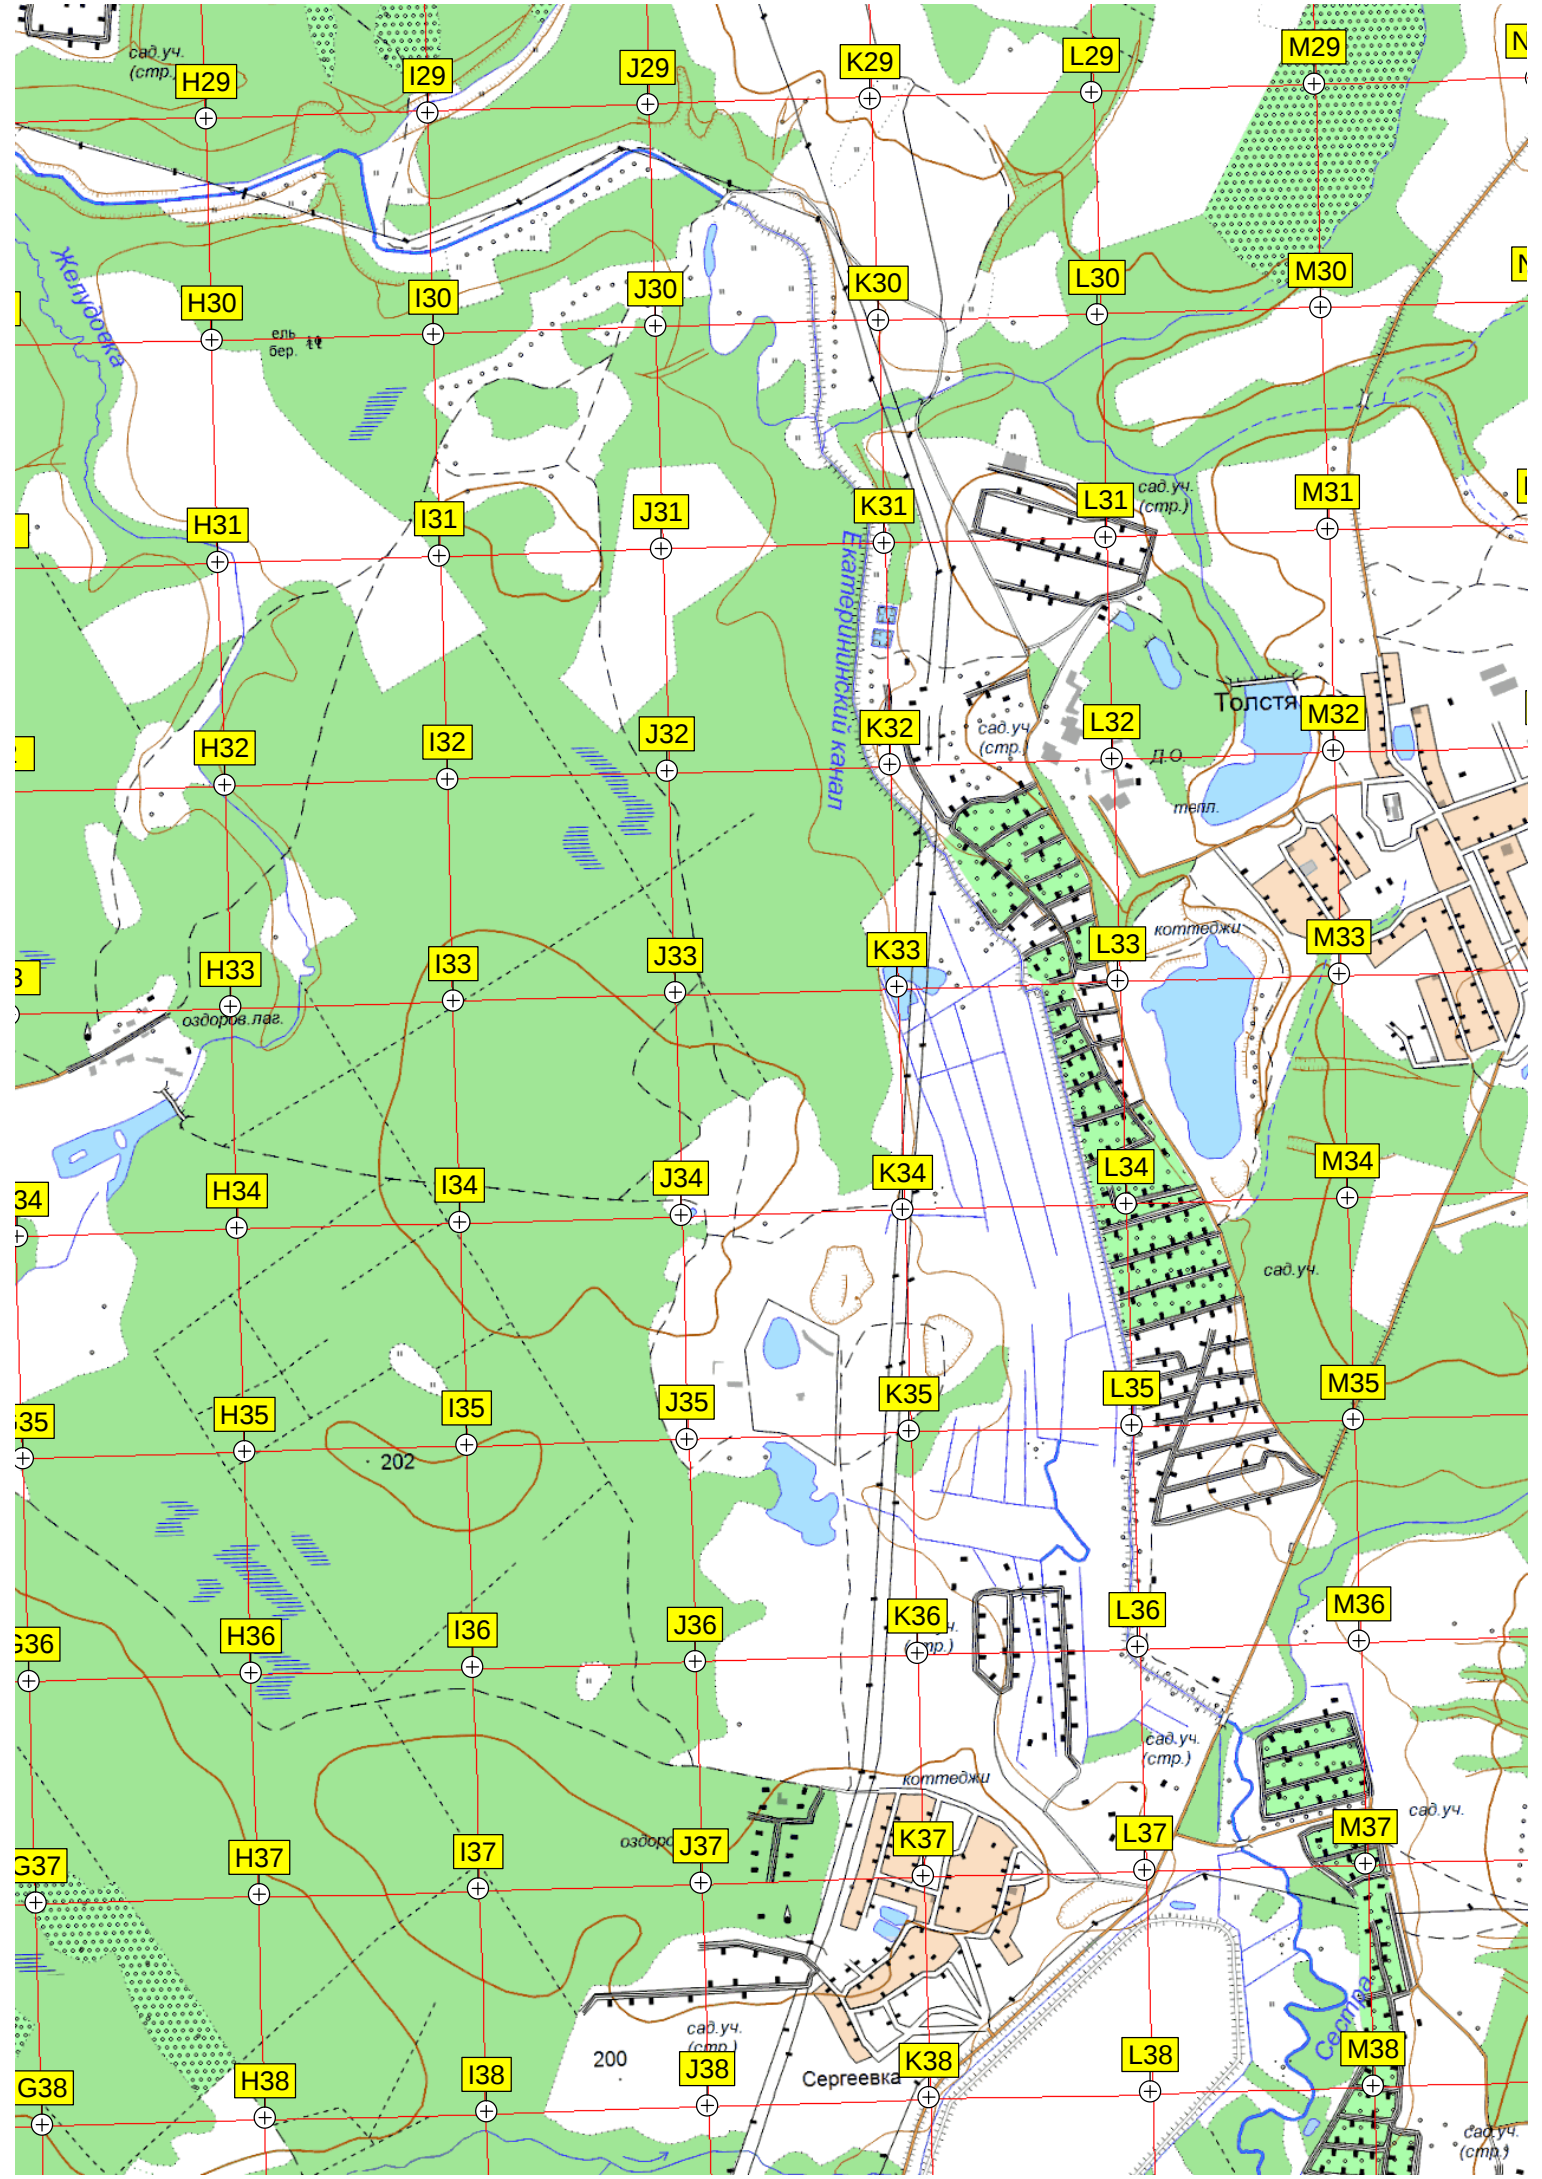 сад.уч.
(стр.)
H29
I29
J29
K29
L29
M29
N
Желудовка
H30
I30
J30
K30
L30
M30
N
ель
бер.
H31
I31
J31
K31
L31
M31
сад.уч.
(стр.)
Екатерининский канал
H32
I32
J32
K32
L32
M32
сад.уч.
(стр.)
Толстя
Д.О.
тепл.
3
H33
I33
J33
K33
L33
M33
коттеджи
оздоров.лаг.
34
H34
I34
J34
K34
L34
M34
сад.уч.
35
H35
I35
J35
K35
L35
M35
202
G36
H36
I36
J36
K36
L36
M36
сад.уч.
(стр.)
коттеджи
сад.уч.
G37
H37
I37
оздоро
J37
K37
L37
M37
сад.уч.
(стр.)
200
Сергеевка
Сестра
G38
H38
I38
J38
K38
L38
M38
сад.уч.
(стр.)